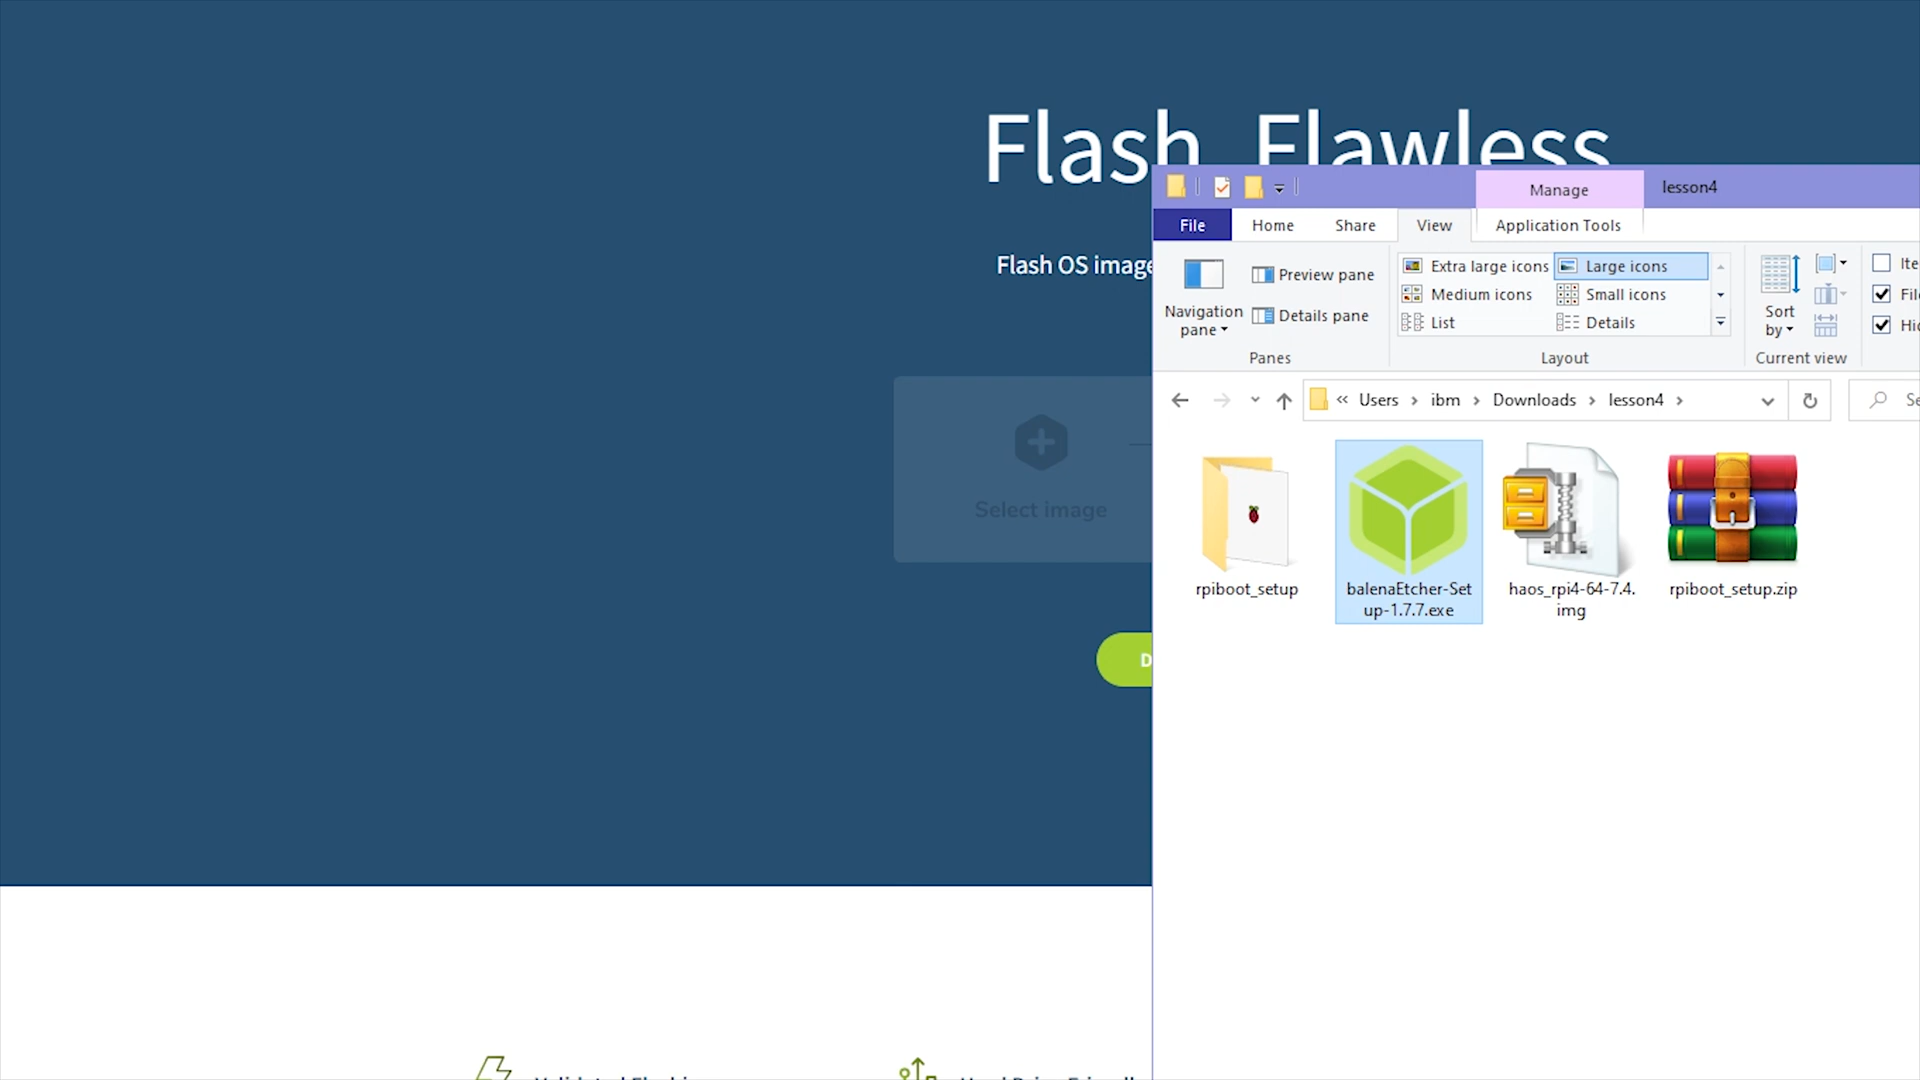 Flash. Flawless
Flash OS image
Select image
Manage
lesson4
File
Home
Share
View
Application Tools
Navigation
pane
Preview pane
Details pane
Panes
Extra large icons
Large icons
Medium icons
Small icons
List
Details
Layout
Sort
by
Current view
« Users › ibm › Downloads › lesson4 ›
rpiboot_setup
balenaEtcher-Set
up-1.7.7.exe
haos_rpi4-64-7.4.
img
rpiboot_setup.zip